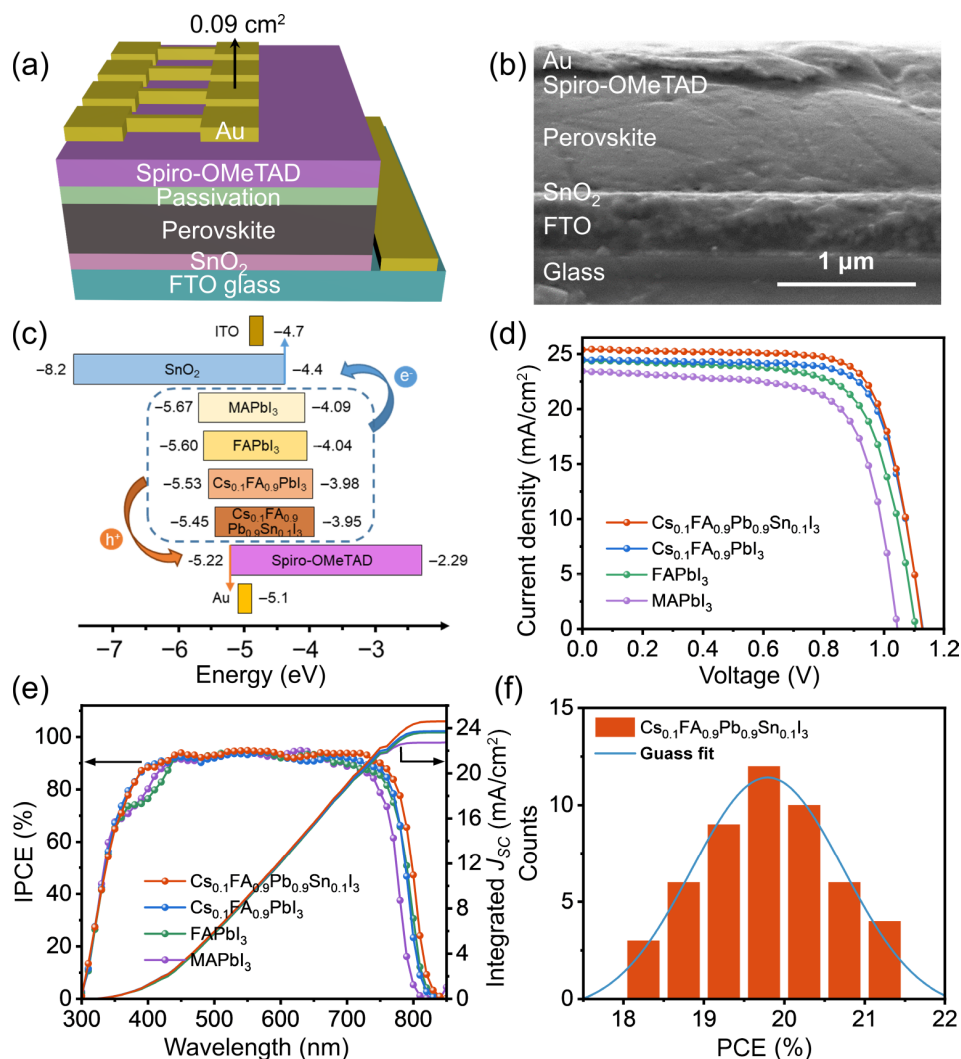 (a)
0.09 cm²
Au
Spiro-OMeTAD
Passivation
Perovskite
SnO₂
FTO glass
(b)
Au
Spiro-OMeTAD
Perovskite
SnO₂
FTO
Glass
1 μm
(c)
ITO −4.7
−8.2 SnO₂ −4.4
e⁻
−5.67 MAPbI₃ −4.09
−5.60 FAPbI₃ −4.04
−5.53 Cs₀.₁FA₀.₉PbI₃ −3.98
−5.45 Cs₀.₁FA₀.₉ −3.95
Pb₀.₉Sn₀.₁I₃
h⁺
−5.22 Spiro-OMeTAD −2.29
Au −5.1
−7 −6 −5 −4 −3
Energy (eV)
(d)
Current density (mA/cm²)
25
20
15
10
5
0
Cs₀.₁FA₀.₉Pb₀.₉Sn₀.₁I₃
Cs₀.₁FA₀.₉PbI₃
FAPbI₃
MAPbI₃
0.0 0.2 0.4 0.6 0.8 1.0 1.2
Voltage (V)
(e)
IPCE (%)
100
80
60
40
20
0
Cs₀.₁FA₀.₉Pb₀.₉Sn₀.₁I₃
Cs₀.₁FA₀.₉PbI₃
FAPbI₃
MAPbI₃
300 400 500 600 700 800
Wavelength (nm)
24
20
16
12
8
4
0
Integrated J_SC (mA/cm²)
(f)
Counts
15
10
5
0
Cs₀.₁FA₀.₉Pb₀.₉Sn₀.₁I₃
Guass fit
18 19 20 21 22
PCE (%)